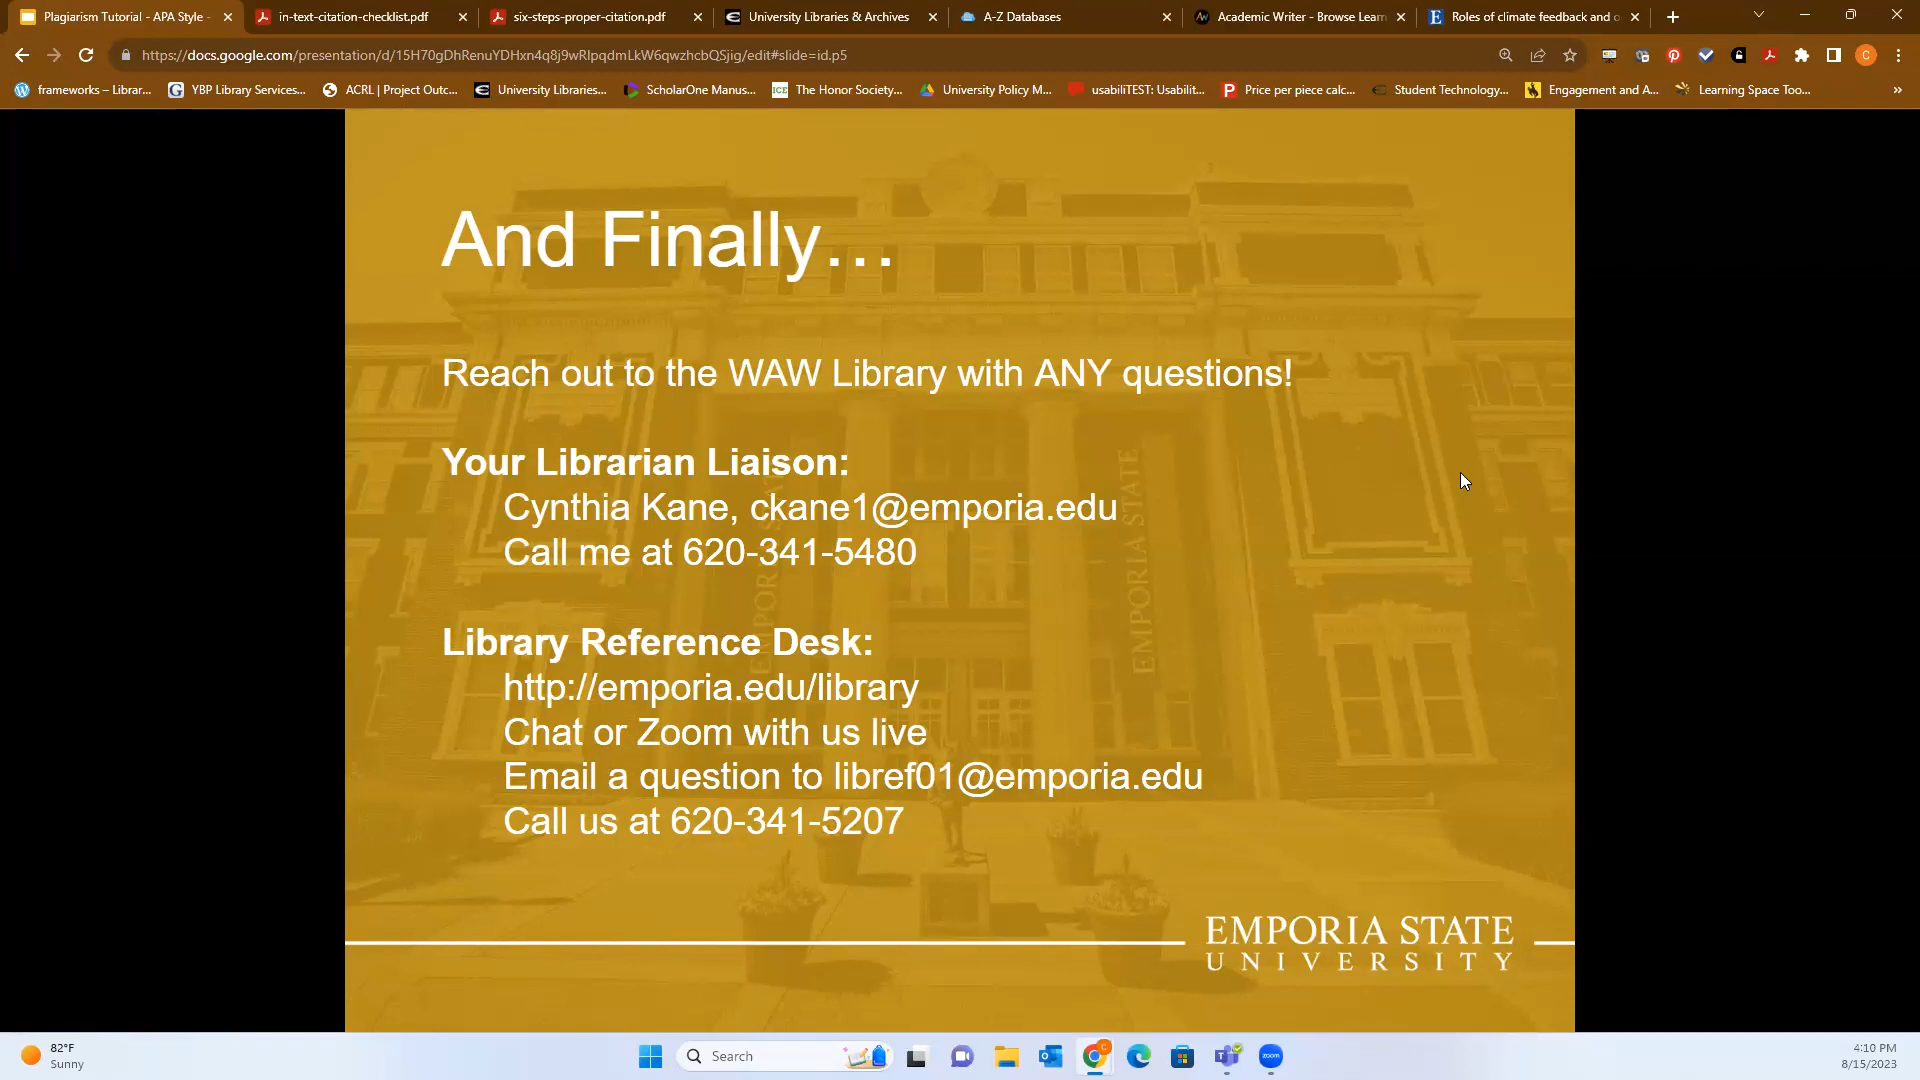 Plagiarism Tutorial - APA Style -
in-text-citation-checklist.pdf
six-steps-proper-citation.pdf
University Libraries & Archives
A-Z Databases
Academic Writer - Browse Learn
Roles of climate feedback and o
https://docs.google.com/presentation/d/15H70gDhRenuYDHxn4q8j9wRlpqdmLkW6qwzhcbQSjig/edit#slide=id.p5
frameworks – Librar...
YBP Library Services...
ACRL | Project Outc...
University Libraries...
ScholarOne Manus...
The Honor Society...
University Policy M...
usabiliTEST: Usabilit...
Price per piece calc...
Student Technology...
Engagement and A...
Learning Space Too...
And Finally...
Reach out to the WAW Library with ANY questions!
Your Librarian Liaison:
Cynthia Kane, ckane1@emporia.edu
Call me at 620-341-5480
Library Reference Desk:
http://emporia.edu/library
Chat or Zoom with us live
Email a question to libref01@emporia.edu
Call us at 620-341-5207
EMPORIA STATE
EMPORIA STATE
EMPORIA STATE
UNIVERSITY
82°F
Sunny
Search
zoom
4:10 PM
8/15/2023